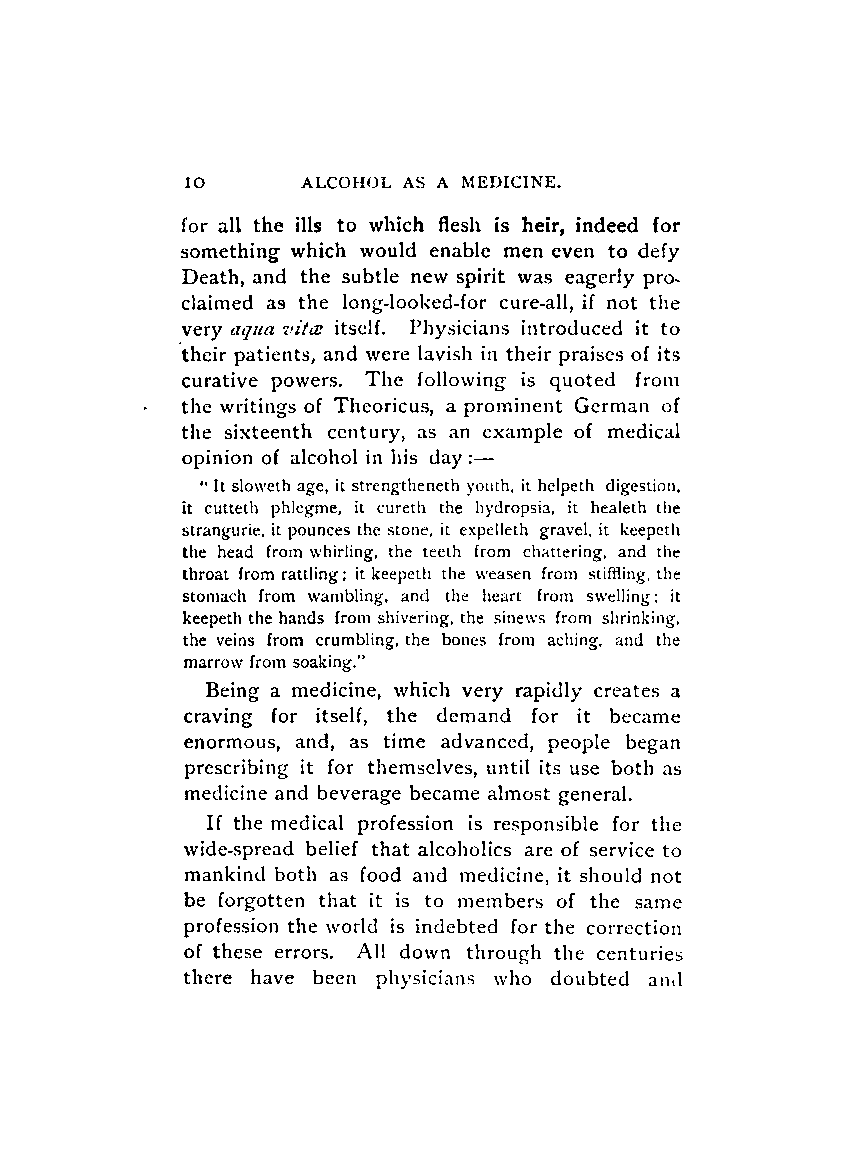 10 ALCOHOL AS A MEDICINE.
for all the ills to which flesh is heir, indeed for
something which would enable men even to defy
Death, and the subtle new spirit was eagerly pro-
claimed as the long-looked-for cure-all, if not the
very aqua vitæ itself. Physicians introduced it to
their patients, and were lavish in their praises of its
curative powers. The following is quoted from
the writings of Theoricus, a prominent German of
the sixteenth century, as an example of medical
opinion of alcohol in his day :—
" It sloweth age, it strengtheneth youth, it helpeth digestion,
it cutteth phlegme, it cureth the hydropsia, it healeth the
strangurie, it pounces the stone, it expelleth gravel, it keepeth
the head from whirling, the teeth from chattering, and the
throat from rattling; it keepeth the weasen from stiffling, the
stomach from wambling, and the heart from swelling; it
keepeth the hands from shivering, the sinews from shrinking,
the veins from crumbling, the bones from aching, and the
marrow from soaking."
Being a medicine, which very rapidly creates a
craving for itself, the demand for it became
enormous, and, as time advanced, people began
prescribing it for themselves, until its use both as
medicine and beverage became almost general.
If the medical profession is responsible for the
wide-spread belief that alcoholics are of service to
mankind both as food and medicine, it should not
be forgotten that it is to members of the same
profession the world is indebted for the correction
of these errors. All down through the centuries
there have been physicians who doubted and